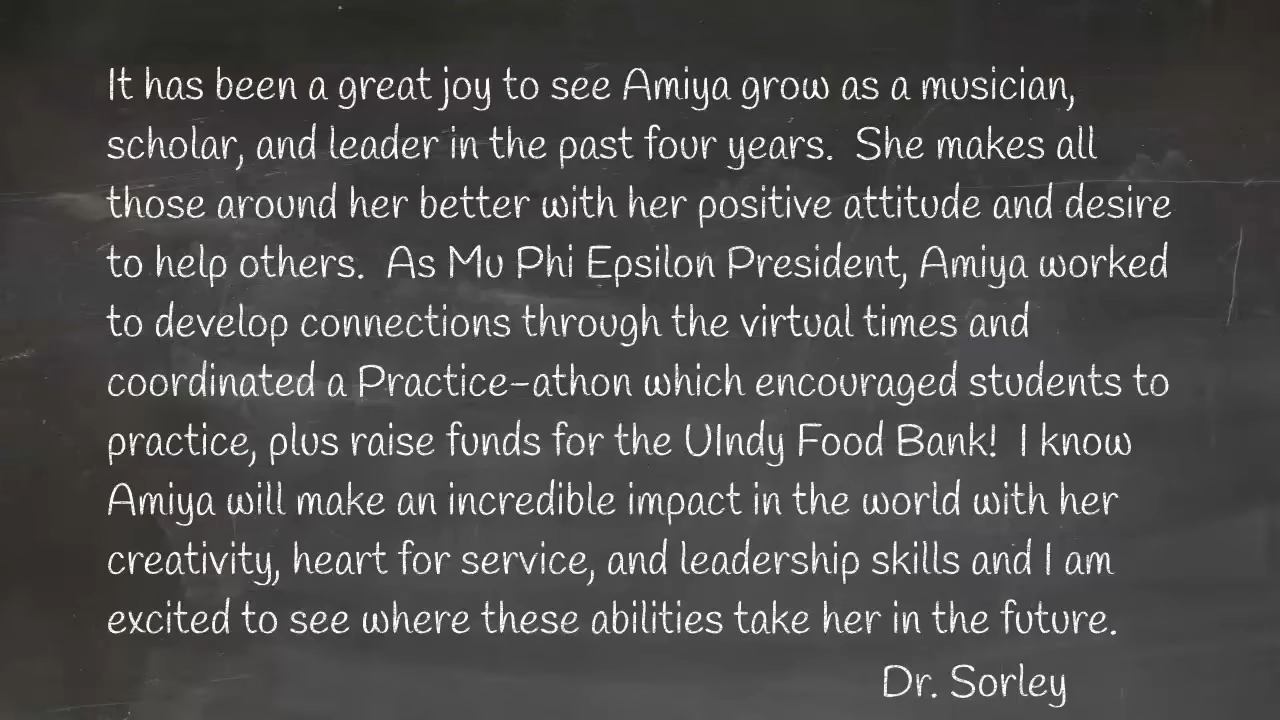 It has been a great joy to see Amiya grow as a musician,
scholar, and leader in the past four years.  She makes all
those around her better with her positive attitude and desire
to help others.  As Mu Phi Epsilon President, Amiya worked
to develop connections through the virtual times and
coordinated a Practice-athon which encouraged students to
practice, plus raise funds for the UIndy Food Bank!  I know
Amiya will make an incredible impact in the world with her
creativity, heart for service, and leadership skills and I am
excited to see where these abilities take her in the future.
Dr. Sorley